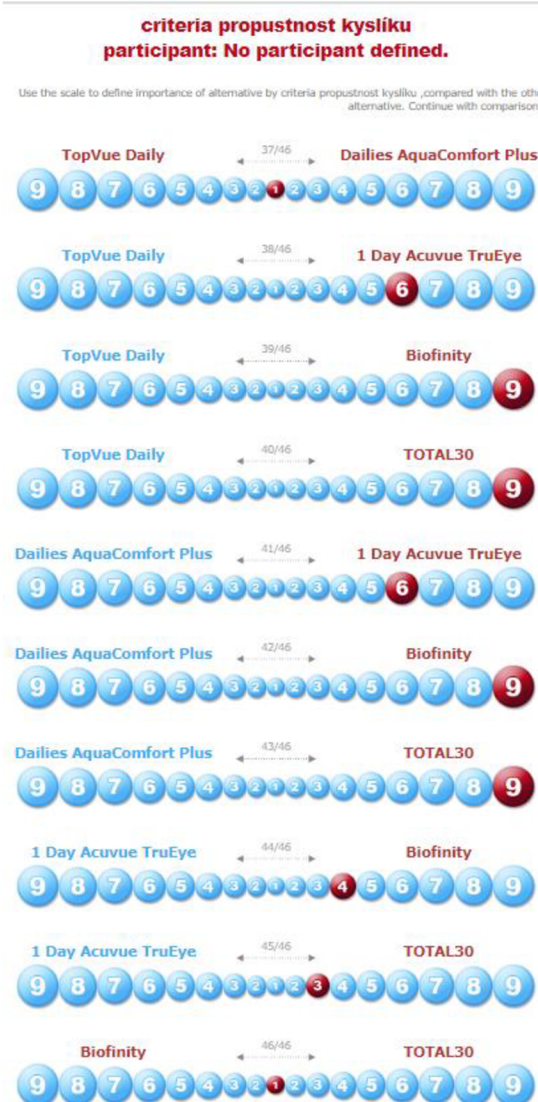 criteria propustnost kyslíku
participant: No participant defined.
Use the scale to define importance of alternative by criteria propustnost kyslíku ,compared with the oth
alternative. Continue with comparison
37/46
TopVue Daily Dailies AquaComfort Plus
9 8 7 6 5 4 3 2 1 2 3 4 5 6 7 8 9
38/46
TopVue Daily 1 Day Acuvue TruEye
9 8 7 6 5 4 3 2 1 2 3 4 5 6 7 8 9
39/46
TopVue Daily Biofinity
9 8 7 6 5 4 3 2 1 2 3 4 5 6 7 8 9
40/46
TopVue Daily TOTAL30
9 8 7 6 5 4 3 2 1 2 3 4 5 6 7 8 9
41/46
Dailies AquaComfort Plus 1 Day Acuvue TruEye
9 8 7 6 5 4 3 2 1 2 3 4 5 6 7 8 9
42/46
Dailies AquaComfort Plus Biofinity
9 8 7 6 5 4 3 2 1 2 3 4 5 6 7 8 9
43/46
Dailies AquaComfort Plus TOTAL30
9 8 7 6 5 4 3 2 1 2 3 4 5 6 7 8 9
44/46
1 Day Acuvue TruEye Biofinity
9 8 7 6 5 4 3 2 1 2 3 4 5 6 7 8 9
45/46
1 Day Acuvue TruEye TOTAL30
9 8 7 6 5 4 3 2 1 2 3 4 5 6 7 8 9
46/46
Biofinity TOTAL30
9 8 7 6 5 4 3 2 1 2 3 4 5 6 7 8 9